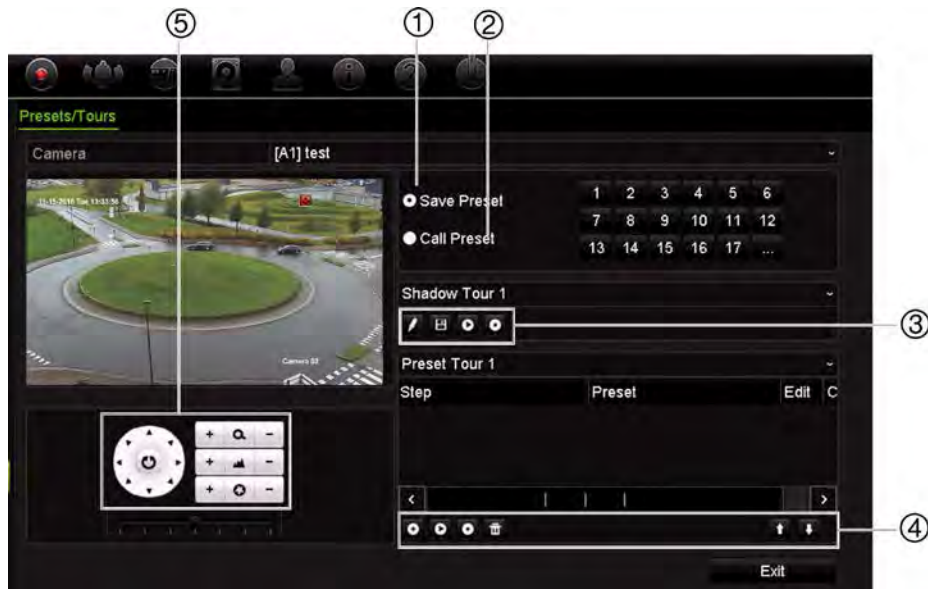 ⑤ ① ②
Presets/Tours
Camera [A1] test
Save Preset
Call Preset
1 2 3 4 5 6
7 8 9 10 11 12
13 14 15 16 17 ...
Shadow Tour 1
③
Preset Tour 1
Step Preset Edit C
Camera 02
④
Exit